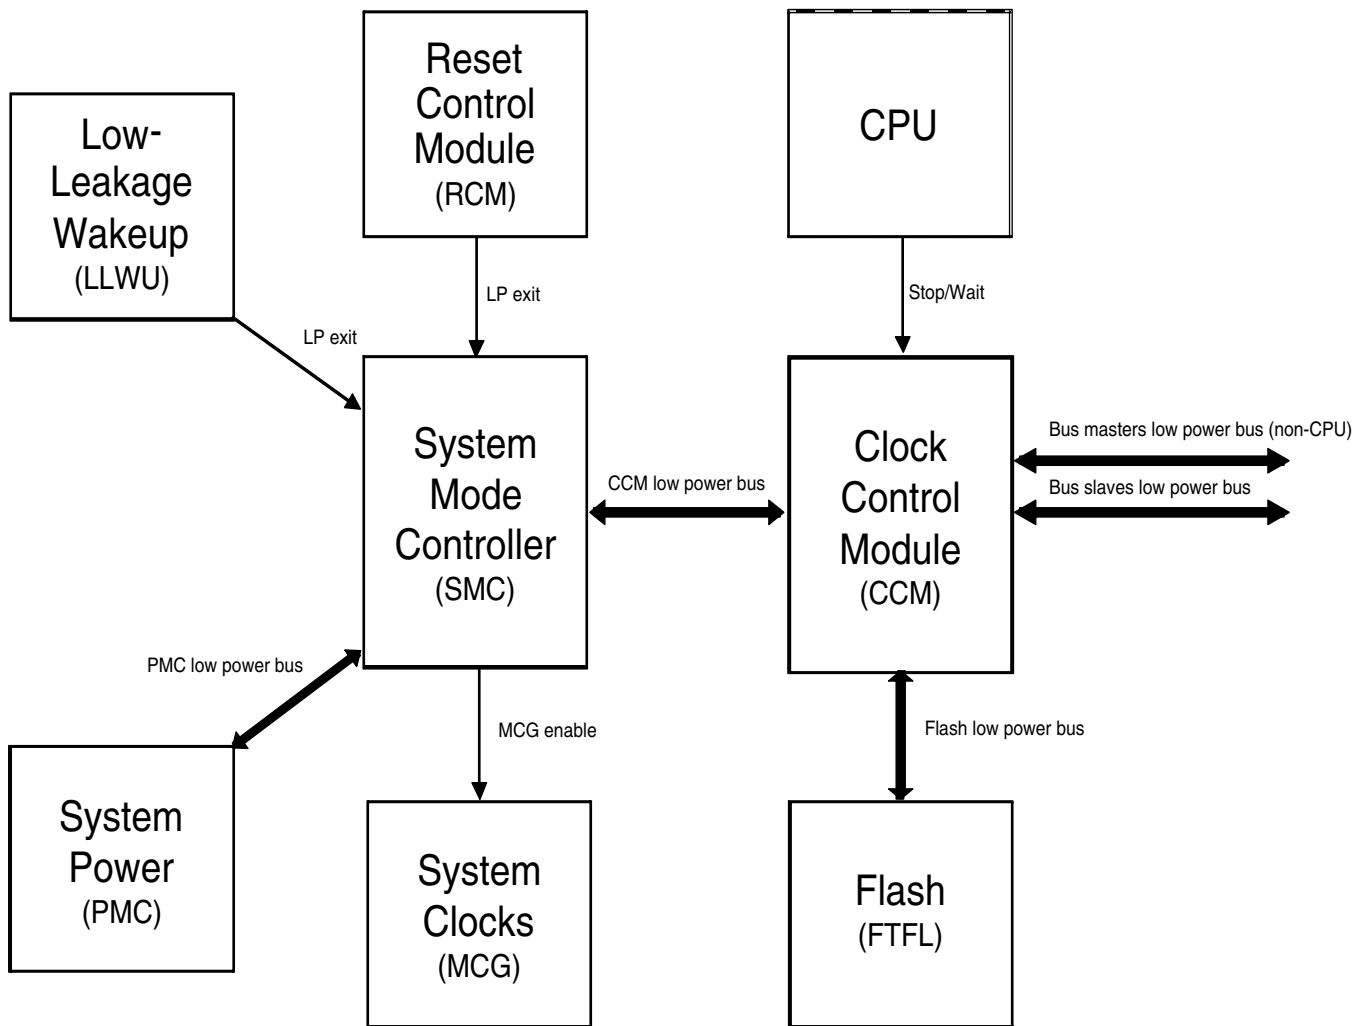 Reset
Control
Module
(RCM)
CPU
Low-
Leakage
Wakeup
(LLWU)
LP exit
Stop/Wait
LP exit
System
Mode
Controller
(SMC)
CCM low power bus
Clock
Control
Module
(CCM)
Bus masters low power bus (non-CPU)
Bus slaves low power bus
PMC low power bus
MCG enable
Flash low power bus
System
Power
(PMC)
System
Clocks
(MCG)
Flash
(FTFL)